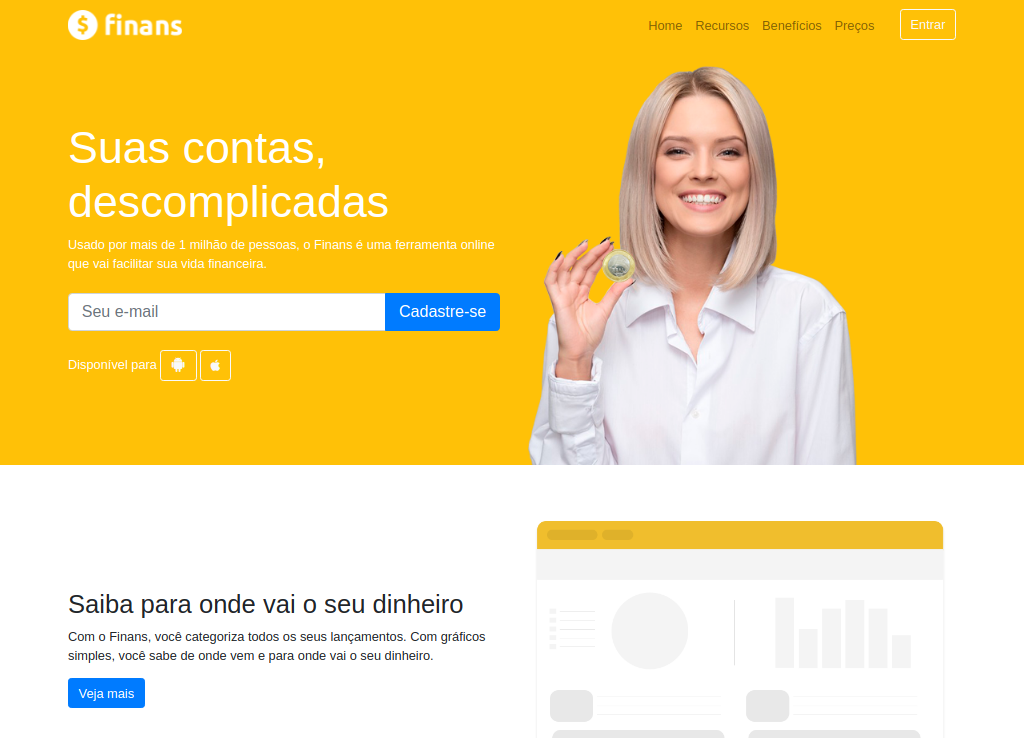 finans
Home Recursos Benefícios Preços Entrar
Suas contas,
descomplicadas
Usado por mais de 1 milhão de pessoas, o Finans é uma ferramenta online
que vai facilitar sua vida financeira.
Seu e-mail Cadastre-se
Disponível para
Saiba para onde vai o seu dinheiro
Com o Finans, você categoriza todos os seus lançamentos. Com gráficos
simples, você sabe de onde vem e para onde vai o seu dinheiro.
Veja mais